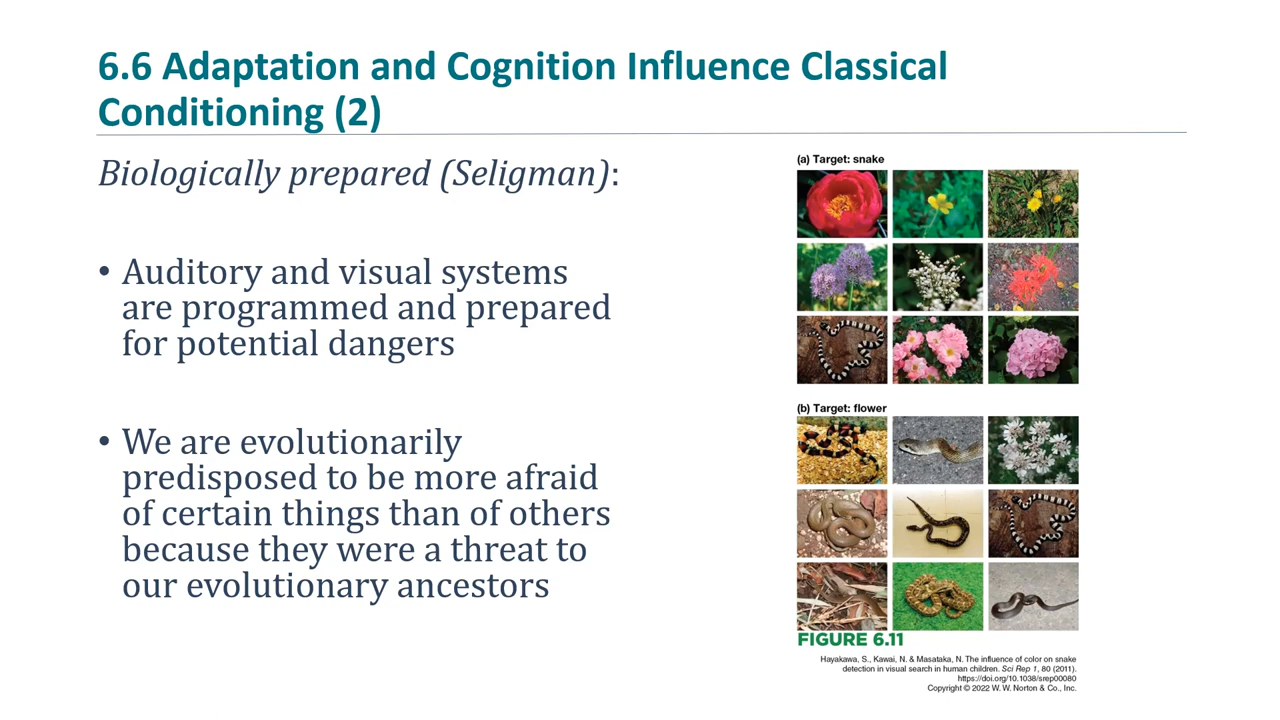 6.6 Adaptation and Cognition Influence Classical
Conditioning (2)
Biologically prepared (Seligman):
• Auditory and visual systems
are programmed and prepared
for potential dangers
• We are evolutionarily
predisposed to be more afraid
of certain things than of others
because they were a threat to
our evolutionary ancestors
(a) Target: snake
(b) Target: flower
FIGURE 6.11
Hayakawa, S., Kawai, N. & Masataka, N. The influence of color on snake
detection in visual search in human children. Sci Rep 1, 80 (2011).
https://doi.org/10.1038/srep00080
Copyright © 2022 W. W. Norton & Co., Inc.